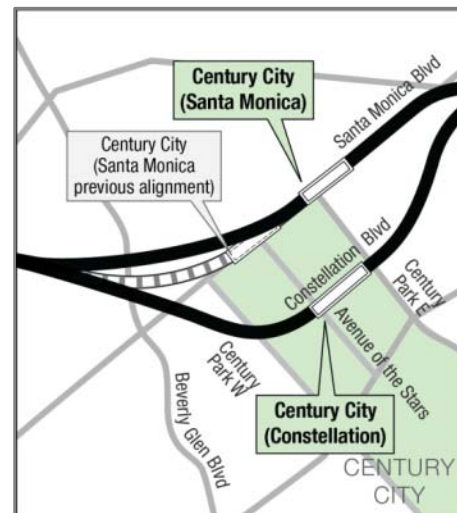 Century City
(Santa Monica)
Santa Monica Blvd
Century City
(Santa Monica
previous alignment)
Constellation Blvd
Century
Park E
Avenue of the Stars
Century
Park W
Beverly Glen Blvd
Century City
(Constellation)
CENTURY
CITY